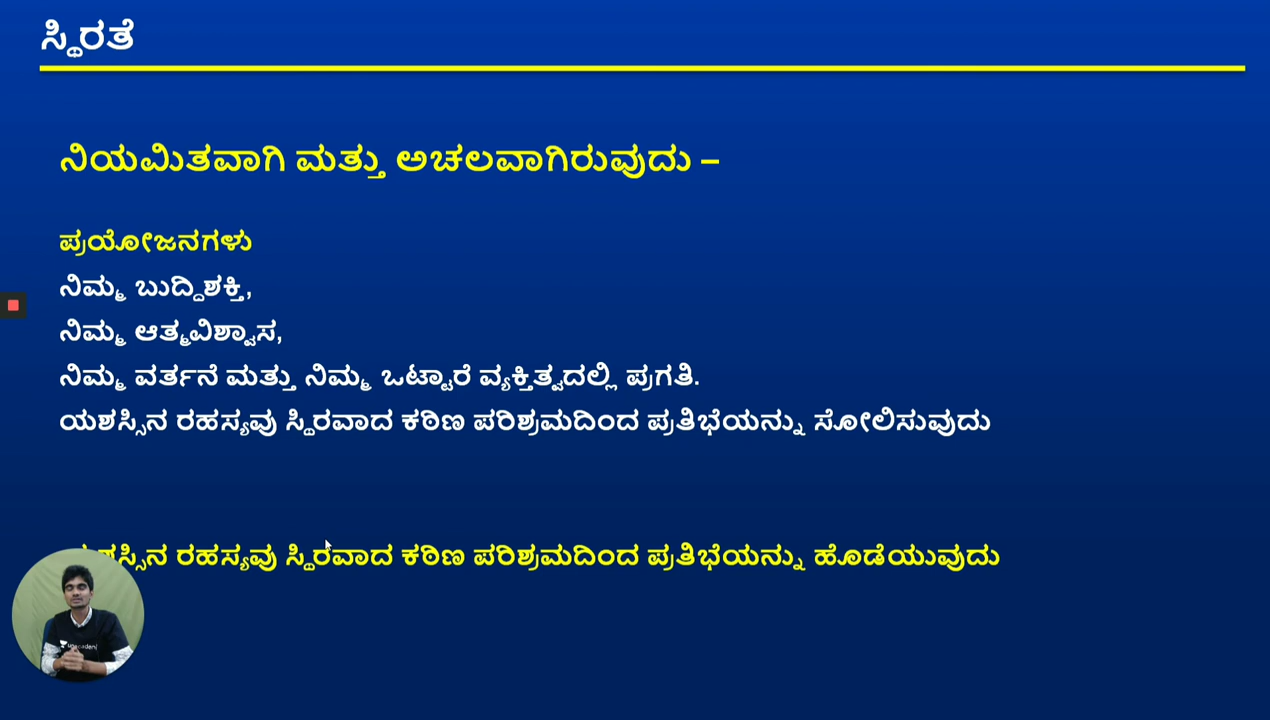 ಸ್ಥಿರತೆ
ನಿಯಮಿತವಾಗಿ ಮತ್ತು ಅಚಲವಾಗಿರುವುದು –
ಪ್ರಯೋಜನಗಳು
ನಿಮ್ಮ ಬುದ್ದಿಶಕ್ತಿ,
ನಿಮ್ಮ ಆತ್ಮವಿಶ್ವಾಸ,
ನಿಮ್ಮ ವರ್ತನೆ ಮತ್ತು ನಿಮ್ಮ ಒಟ್ಟಾರೆ ವ್ಯಕ್ತಿತ್ವದಲ್ಲಿ ಪ್ರಗತಿ.
ಯಶಸ್ಸಿನ ರಹಸ್ಯವು ಸ್ಥಿರವಾದ ಕಠಿಣ ಪರಿಶ್ರಮದಿಂದ ಪ್ರತಿಭೆಯನ್ನು ಸೋಲಿಸುವುದು
ರಹಸ್ಯವು ಸ್ಥಿರವಾದ ಕಠಿಣ ಪರಿಶ್ರಮದಿಂದ ಪ್ರತಿಭೆಯನ್ನು ಹೊಡೆಯುವುದು